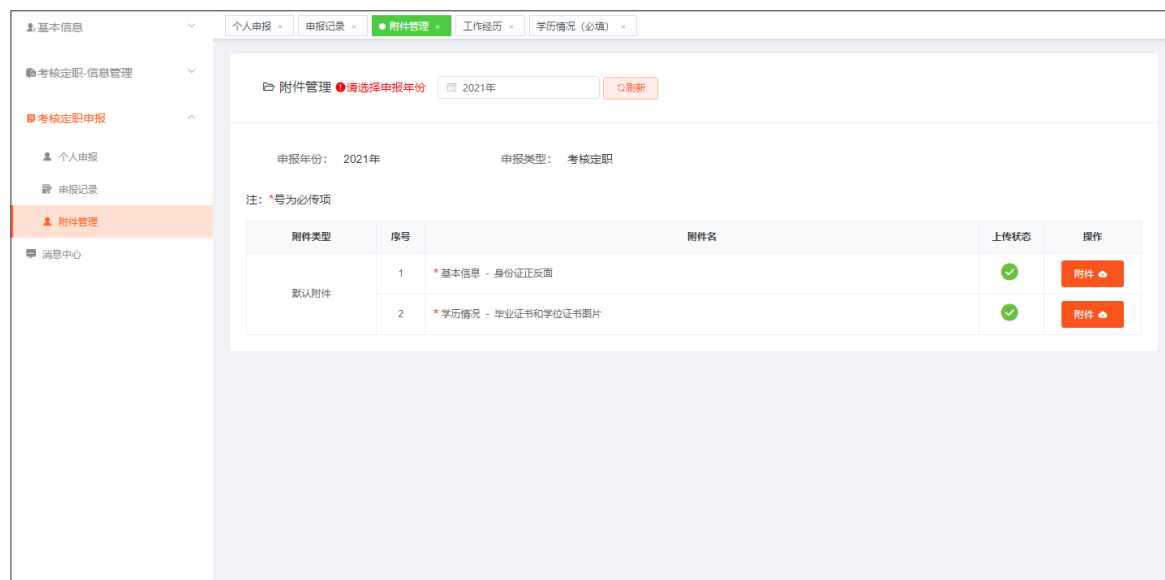 基本信息
考核定职-信息管理
考核定职申报
个人申报
申报记录
附件管理
消息中心
个人申报 × 申报记录 × 附件管理 × 工作经历 × 学历情况（必填） ×
附件管理 请选择申报年份 2021年 刷新
申报年份： 2021年 申报类型： 考核定职
注：*号为必传项
附件类型 序号 附件名 上传状态 操作
默认附件
1 * 基本信息 - 身份证正反面 附件
2 * 学历情况 - 毕业证书和学位证书图片 附件